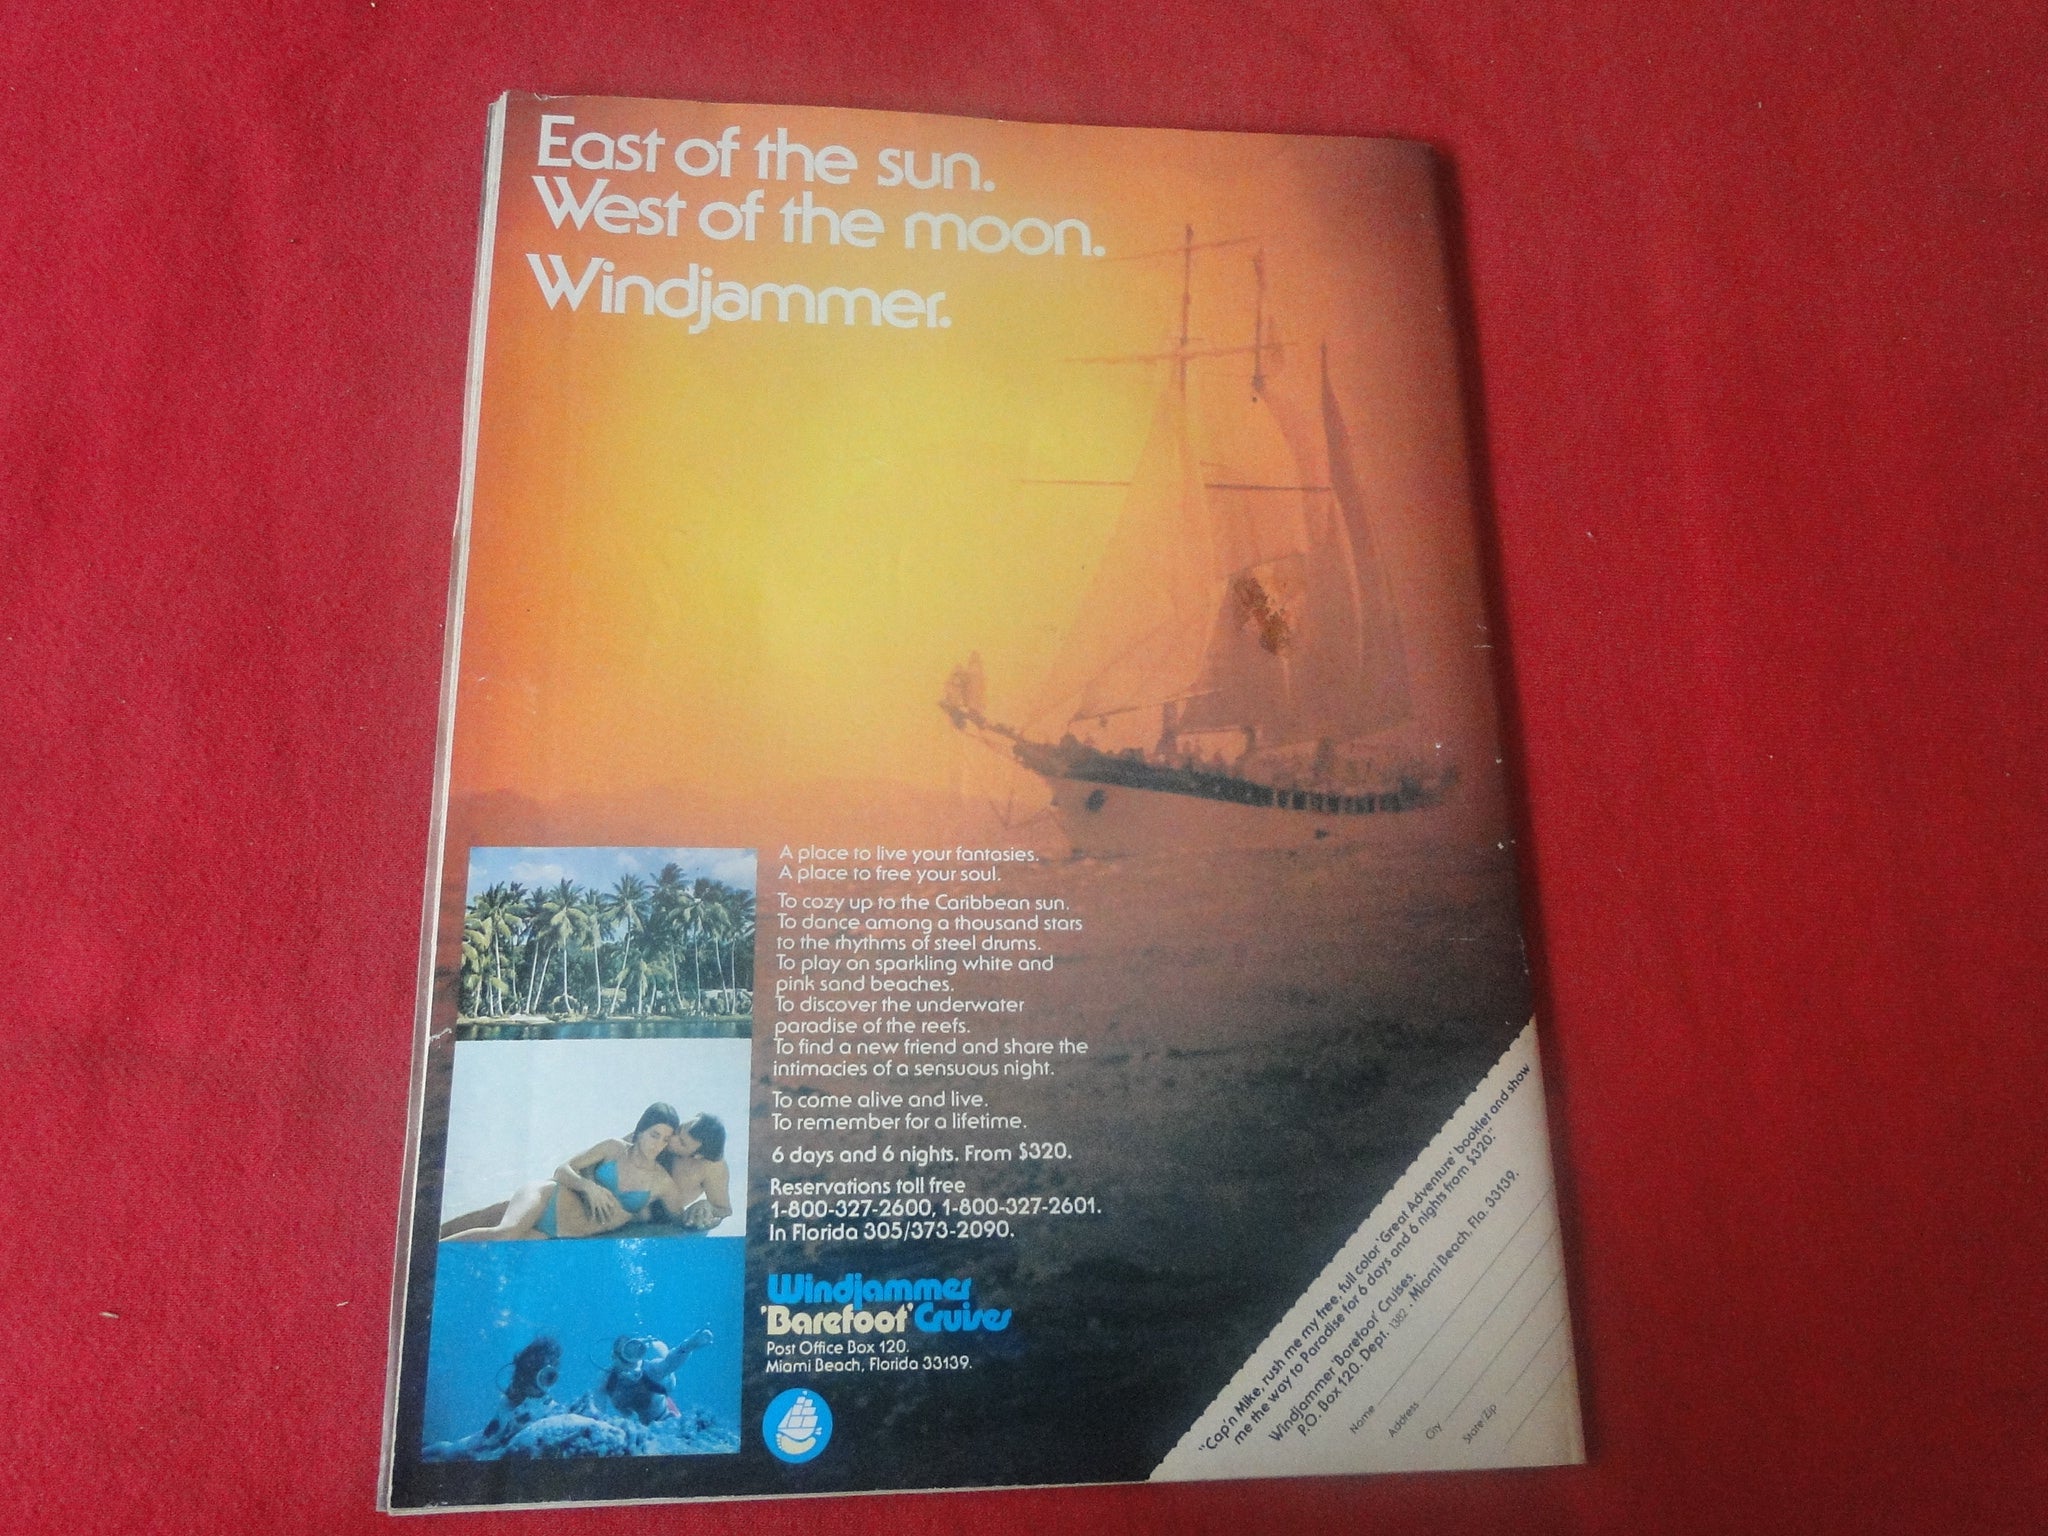 East of the sun.
West of the moon.
Windjammer.
A place to live your fantasies.
A place to free your soul.
To cozy up to the Caribbean sun.
To dance among a thousand stars
to the rhythms of steel drums.
To play on sparkling white and
pink sand beaches.
To discover the underwater
paradise of the reefs.
To find a new friend and share the
intimacies of a sensuous night.
To come alive and live.
To remember for a lifetime.
6 days and 6 nights. From $320.
Reservations toll free
1-800-327-2600, 1-800-327-2601.
In Florida 305/373-2090.
Windjammer
'Barefoot' Cruises
Post Office Box 120.
Miami Beach, Florida 33139.
"Cap'n Mike, rush me my free, full color 'Great Adventure' booklet and show
me the way to Paradise for 6 days and 6 nights from $320."
Windjammer 'Barefoot' Cruises.
P.O. Box 120. Dept. 1382 . Miami Beach, Fla. 33139.
Name
Address
City
State/Zip